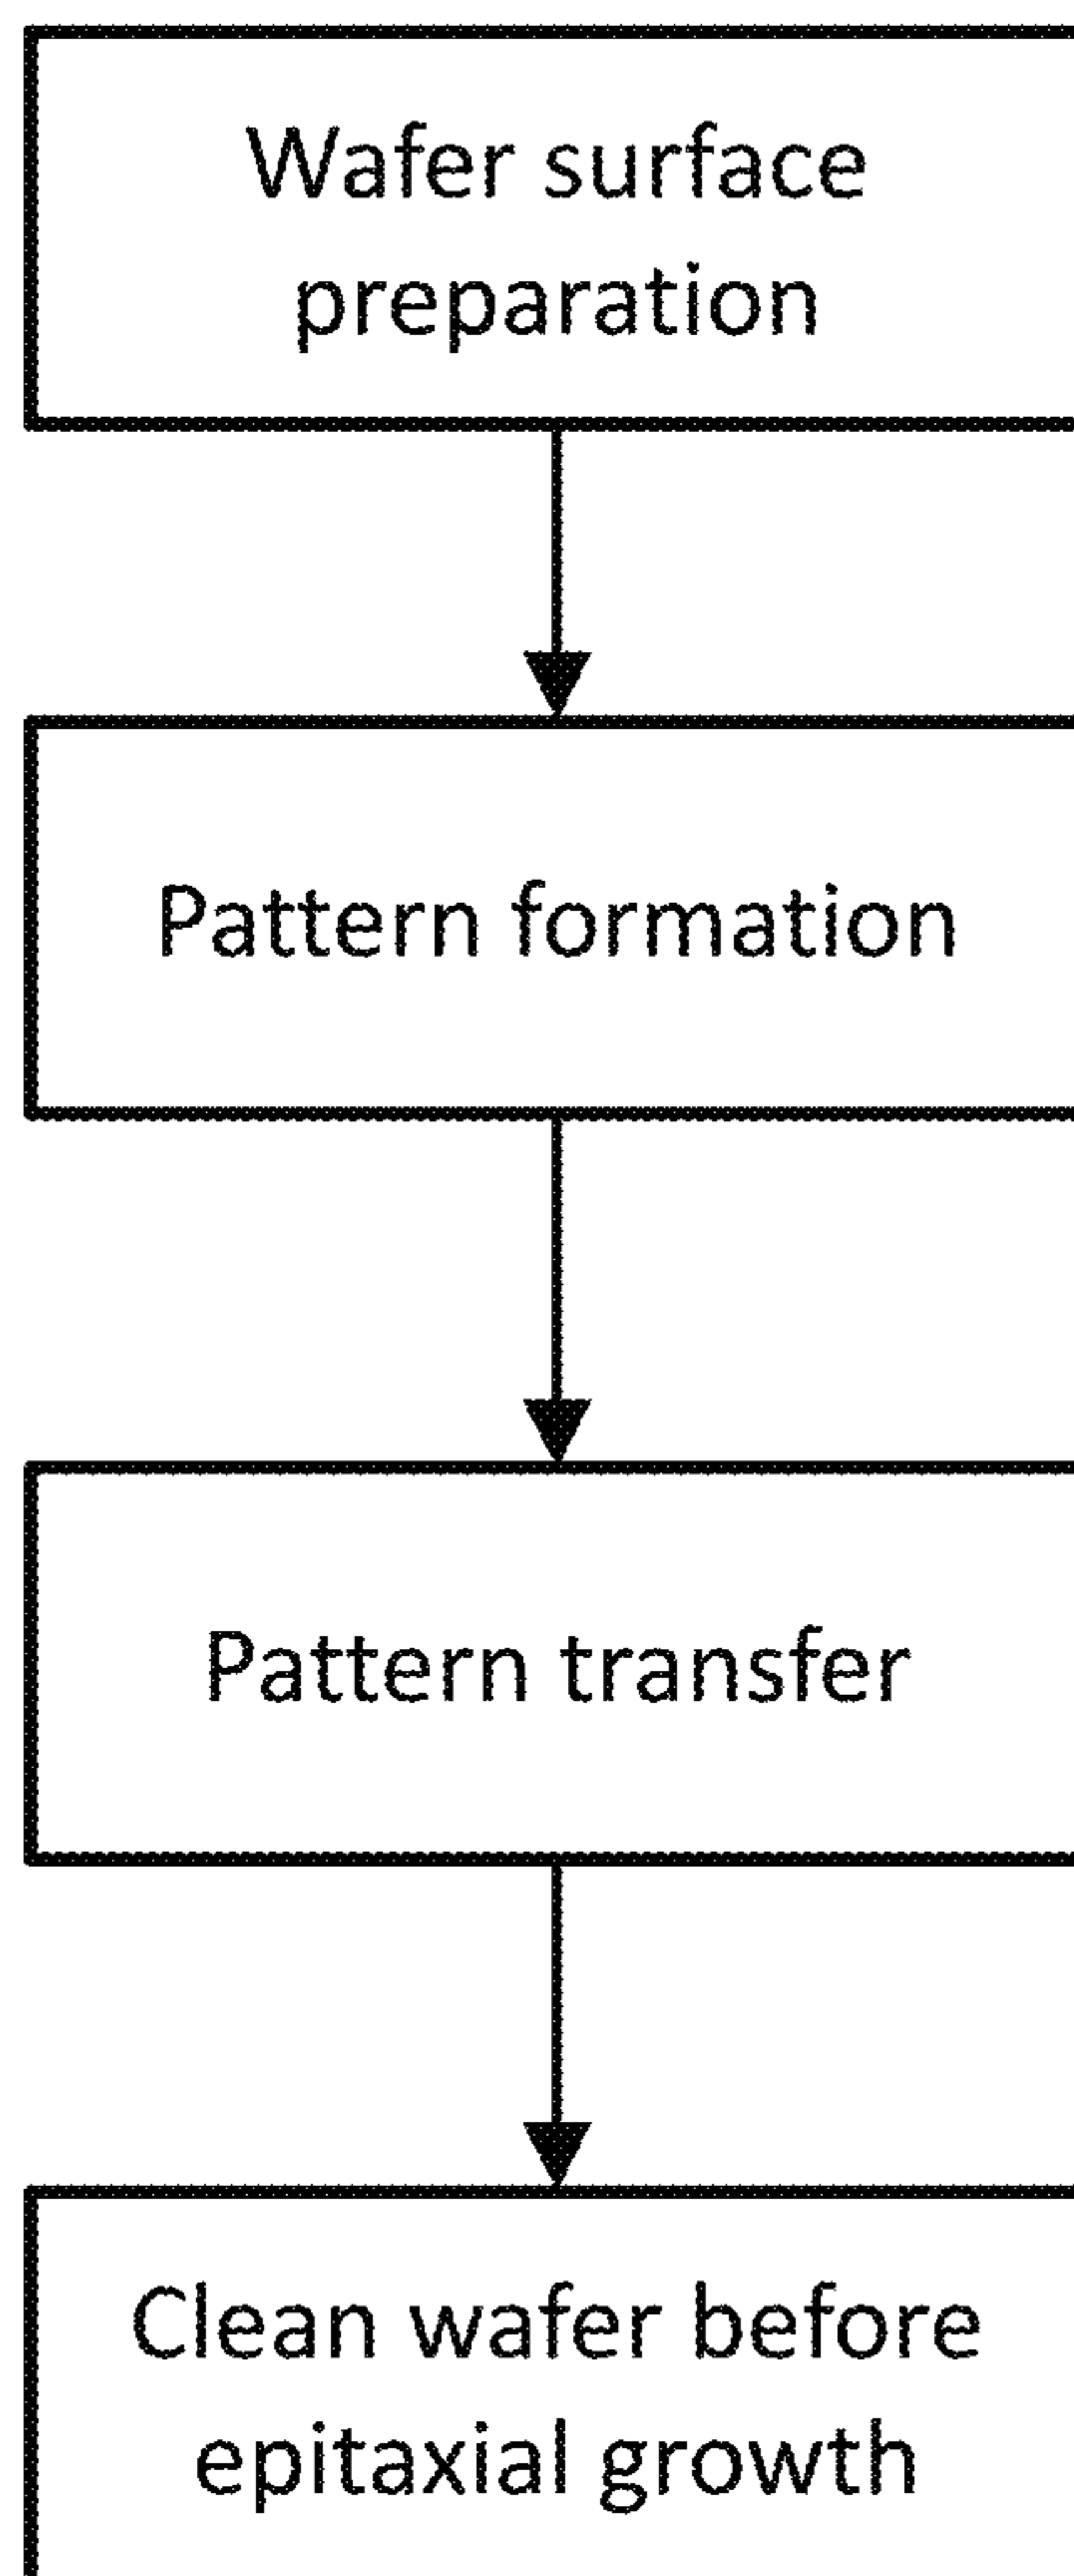 Wafer surface
preparation
Pattern formation
Pattern transfer
Clean wafer before
epitaxial growth